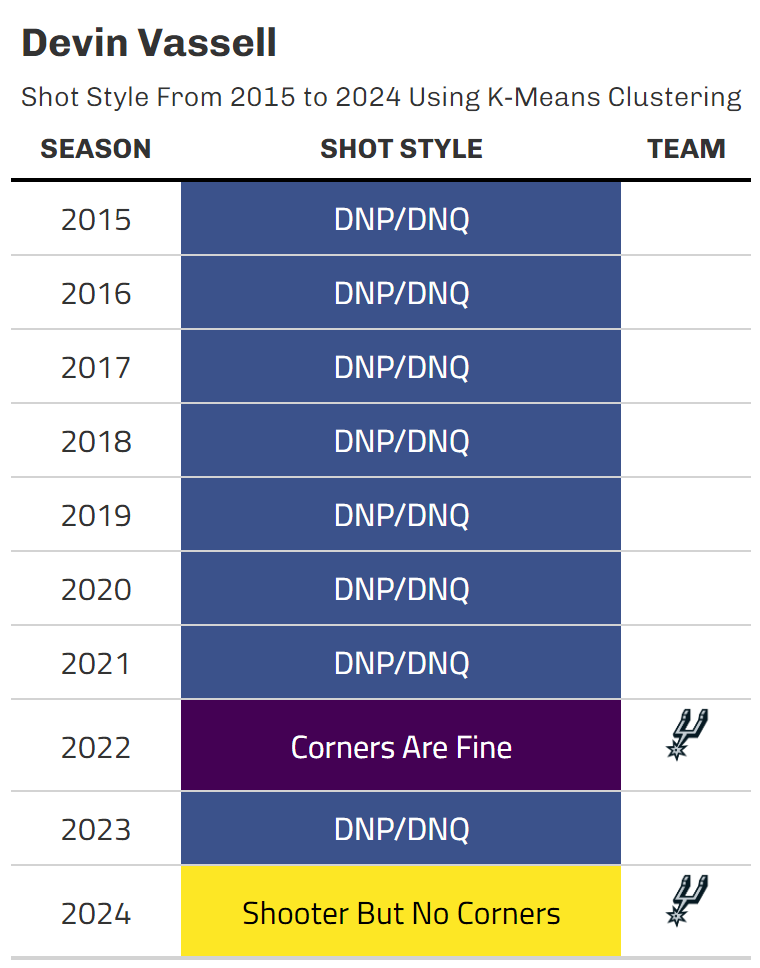 Devin Vassell
Shot Style From 2015 to 2024 Using K-Means Clustering
SEASON SHOT STYLE TEAM
2015 DNP/DNQ
2016 DNP/DNQ
2017 DNP/DNQ
2018 DNP/DNQ
2019 DNP/DNQ
2020 DNP/DNQ
2021 DNP/DNQ
2022 Corners Are Fine
2023 DNP/DNQ
2024 Shooter But No Corners